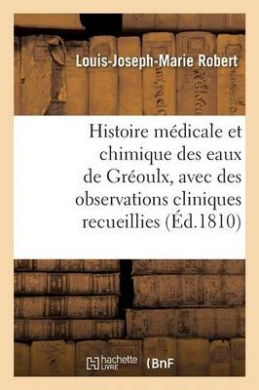 Louis-Joseph-Marie Robert
Histoire médicale et chimique des eaux
de Gréoulx, avec des observations
cliniques recueillies (Éd.1810)
hachette
LIVRE
{BnF